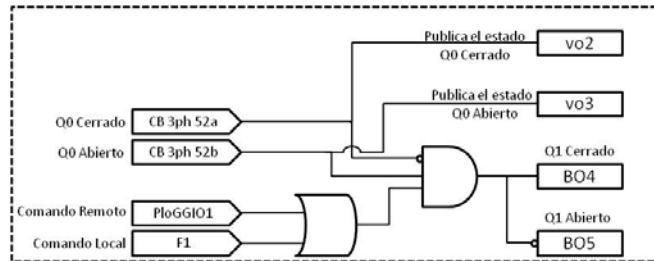 Publica el estado
vo2
Q0 Cerrado
Publica el estado
vo3
Q0 Abierto
Q0 Cerrado
CB 3ph 52a
Q0 Abierto
CB 3ph 52b
Q1 Cerrado
BO4
Comando Remoto
PloGGIO1
Q1 Abierto
Comando Local
F1
BO5